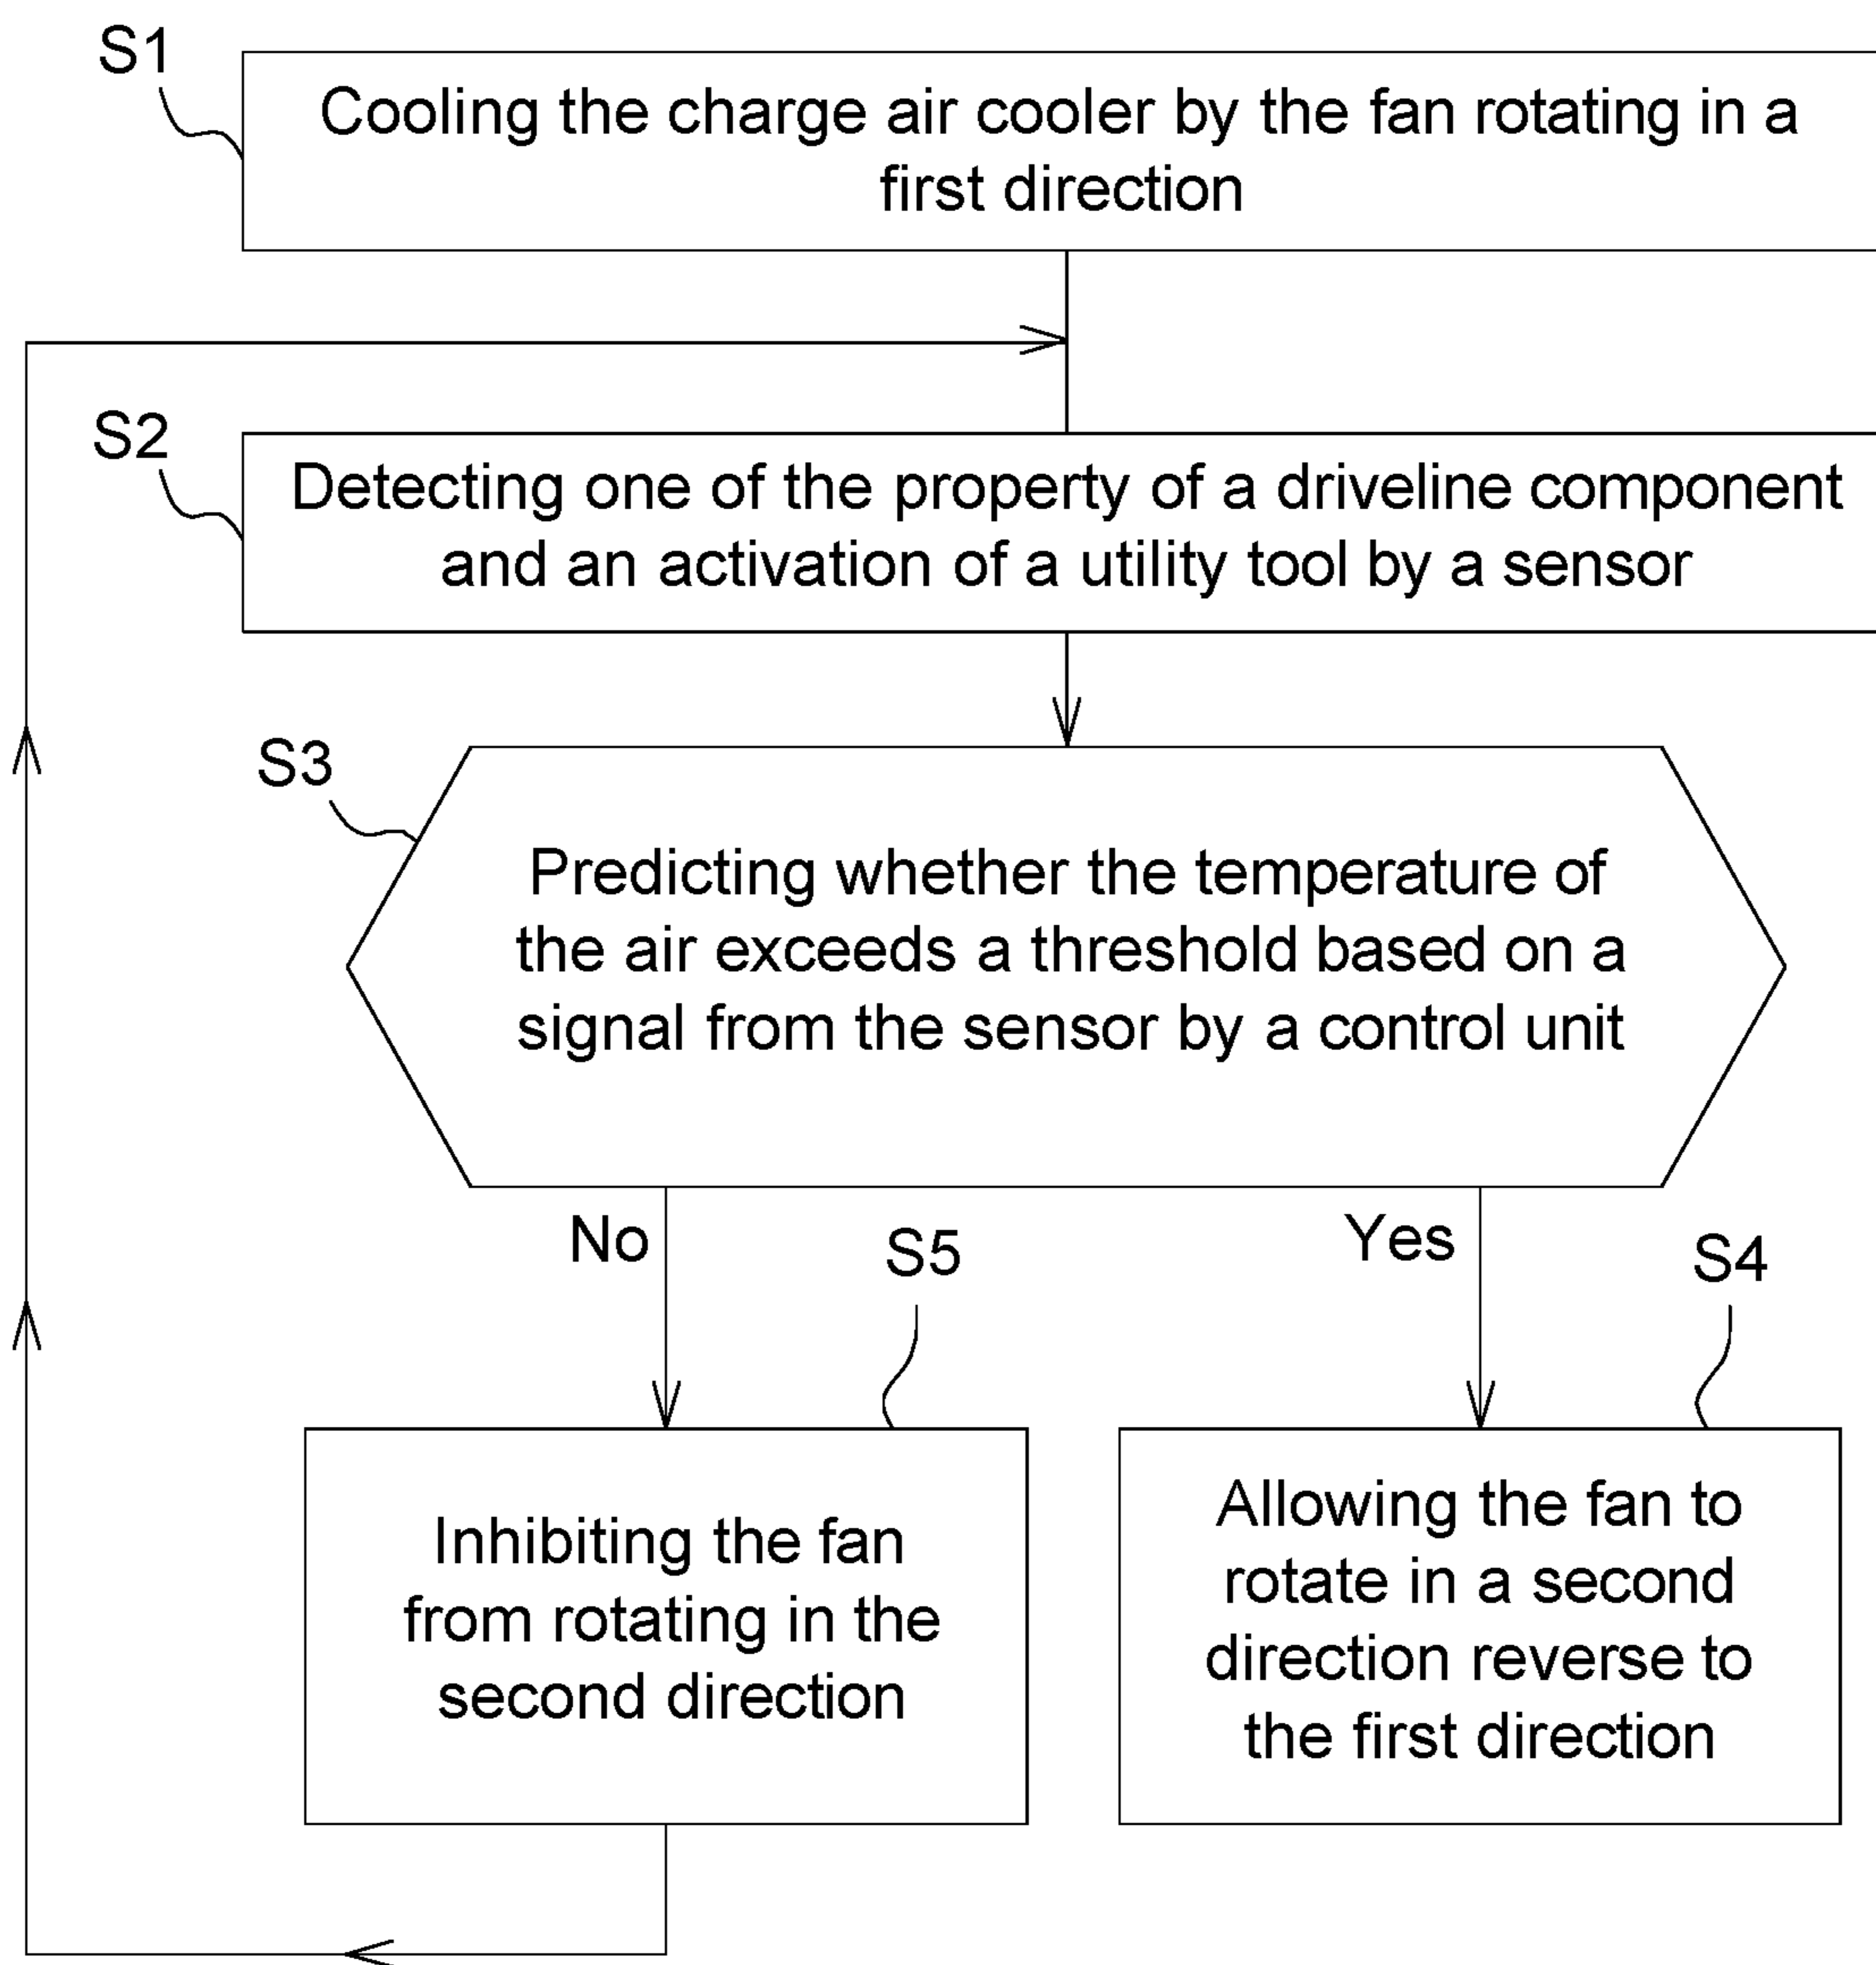 S1
Cooling the charge air cooler by the fan rotating in a
first direction
S2
Detecting one of the property of a driveline component
and an activation of a utility tool by a sensor
S3
Predicting whether the temperature of
the air exceeds a threshold based on a
signal from the sensor by a control unit
No
S5
Yes
S4
Inhibiting the fan
from rotating in the
second direction
Allowing the fan to
rotate in a second
direction reverse to
the first direction